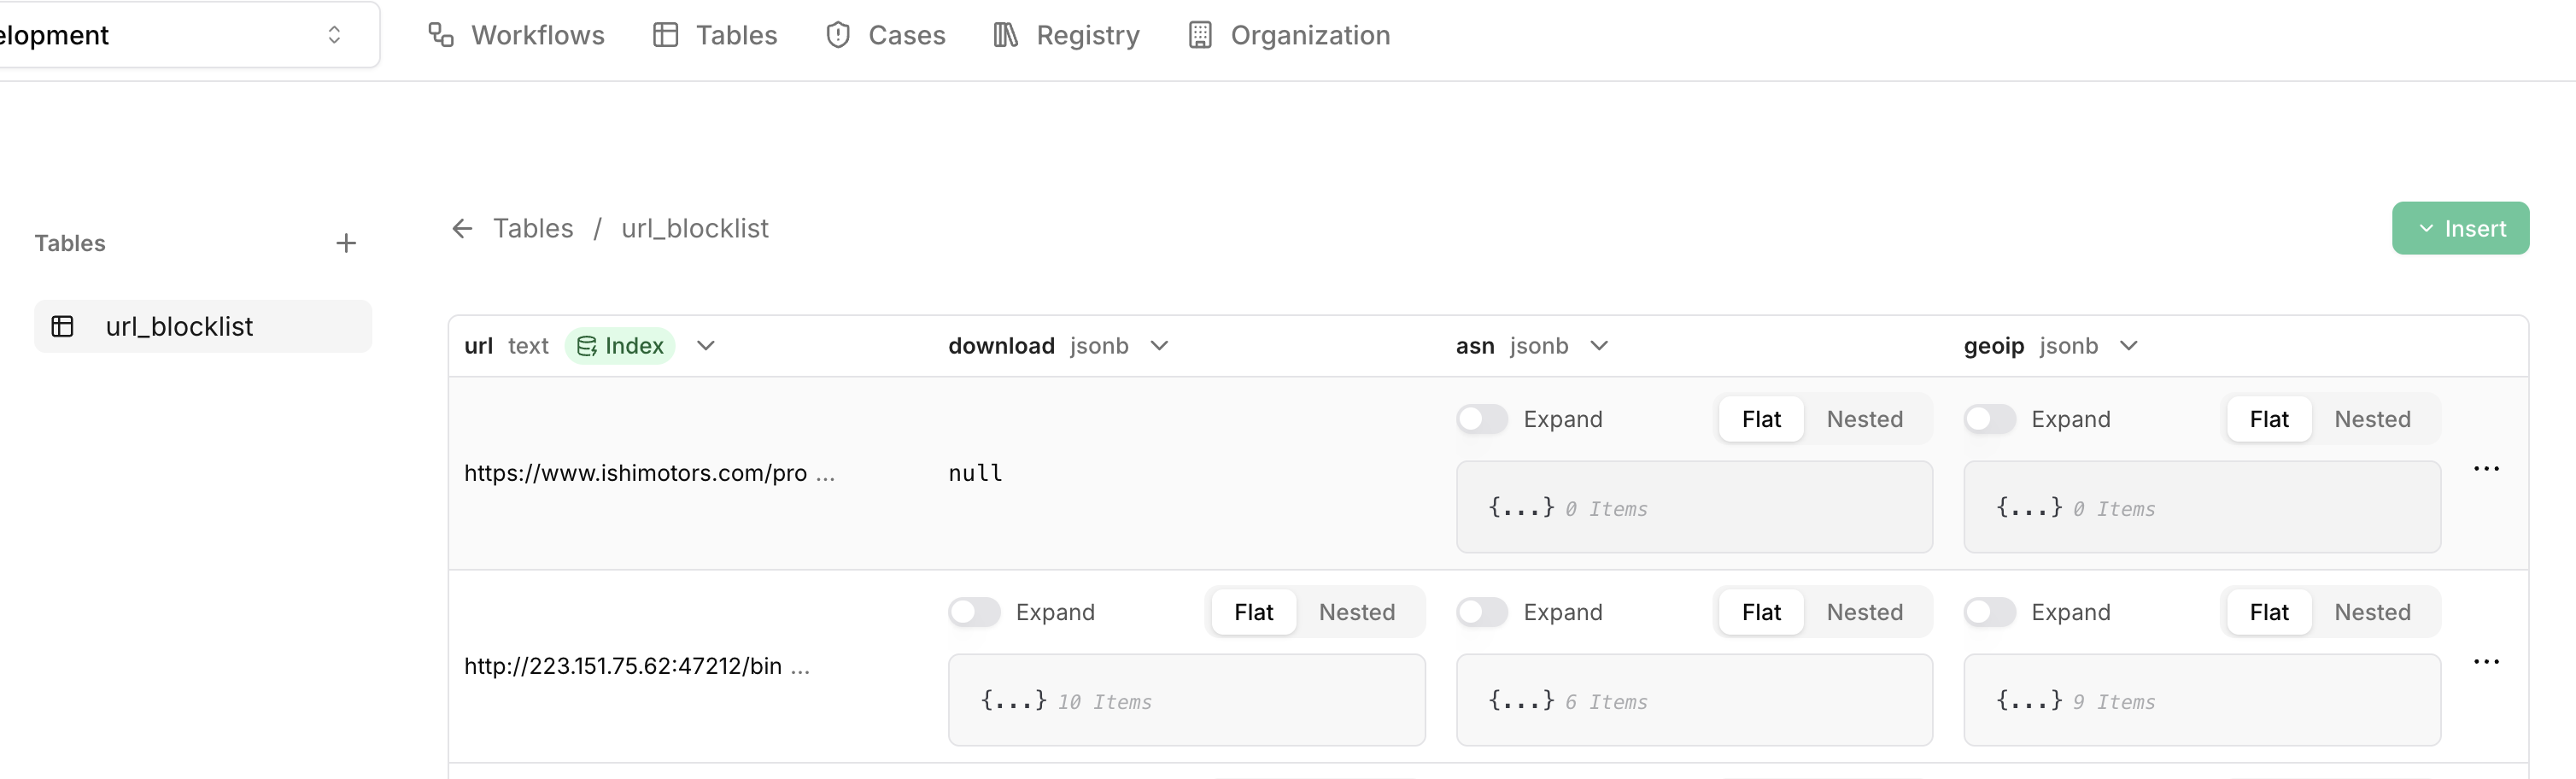 elopment Workflows Tables Cases Registry Organization
Tables
url_blocklist
Tables / url_blocklist
Insert
url text Index download jsonb asn jsonb geoip jsonb
Expand Flat Nested Expand Flat Nested
https://www.ishimotors.com/pro ... null
{...} 0 Items {...} 0 Items
Expand Flat Nested Expand Flat Nested Expand Flat Nested
http://223.151.75.62:47212/bin ...
{...} 10 Items {...} 6 Items {...} 9 Items